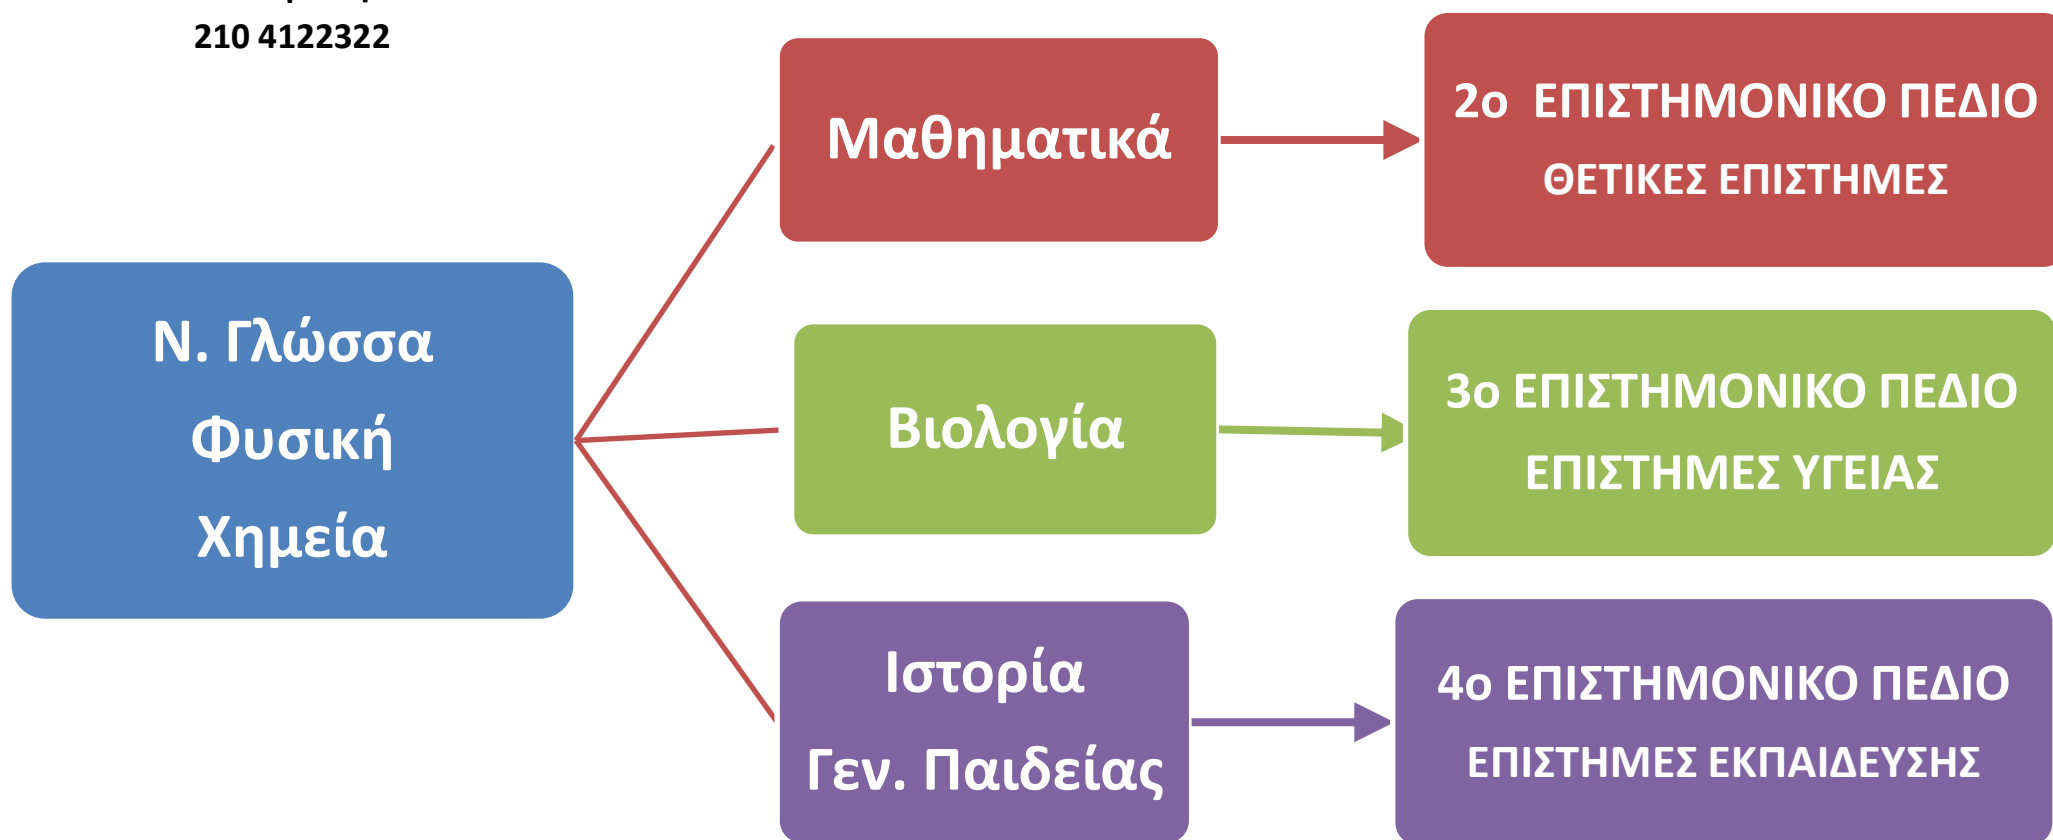 210 4122322
Ν. Γλώσσα
Φυσική
Χημεία
Μαθηματικά
2ο ΕΠΙΣΤΗΜΟΝΙΚΟ ΠΕΔΙΟ
ΘΕΤΙΚΕΣ ΕΠΙΣΤΗΜΕΣ
Βιολογία
3ο ΕΠΙΣΤΗΜΟΝΙΚΟ ΠΕΔΙΟ
ΕΠΙΣΤΗΜΕΣ ΥΓΕΙΑΣ
Ιστορία
Γεν. Παιδείας
4ο ΕΠΙΣΤΗΜΟΝΙΚΟ ΠΕΔΙΟ
ΕΠΙΣΤΗΜΕΣ ΕΚΠΑΙΔΕΥΣΗΣ